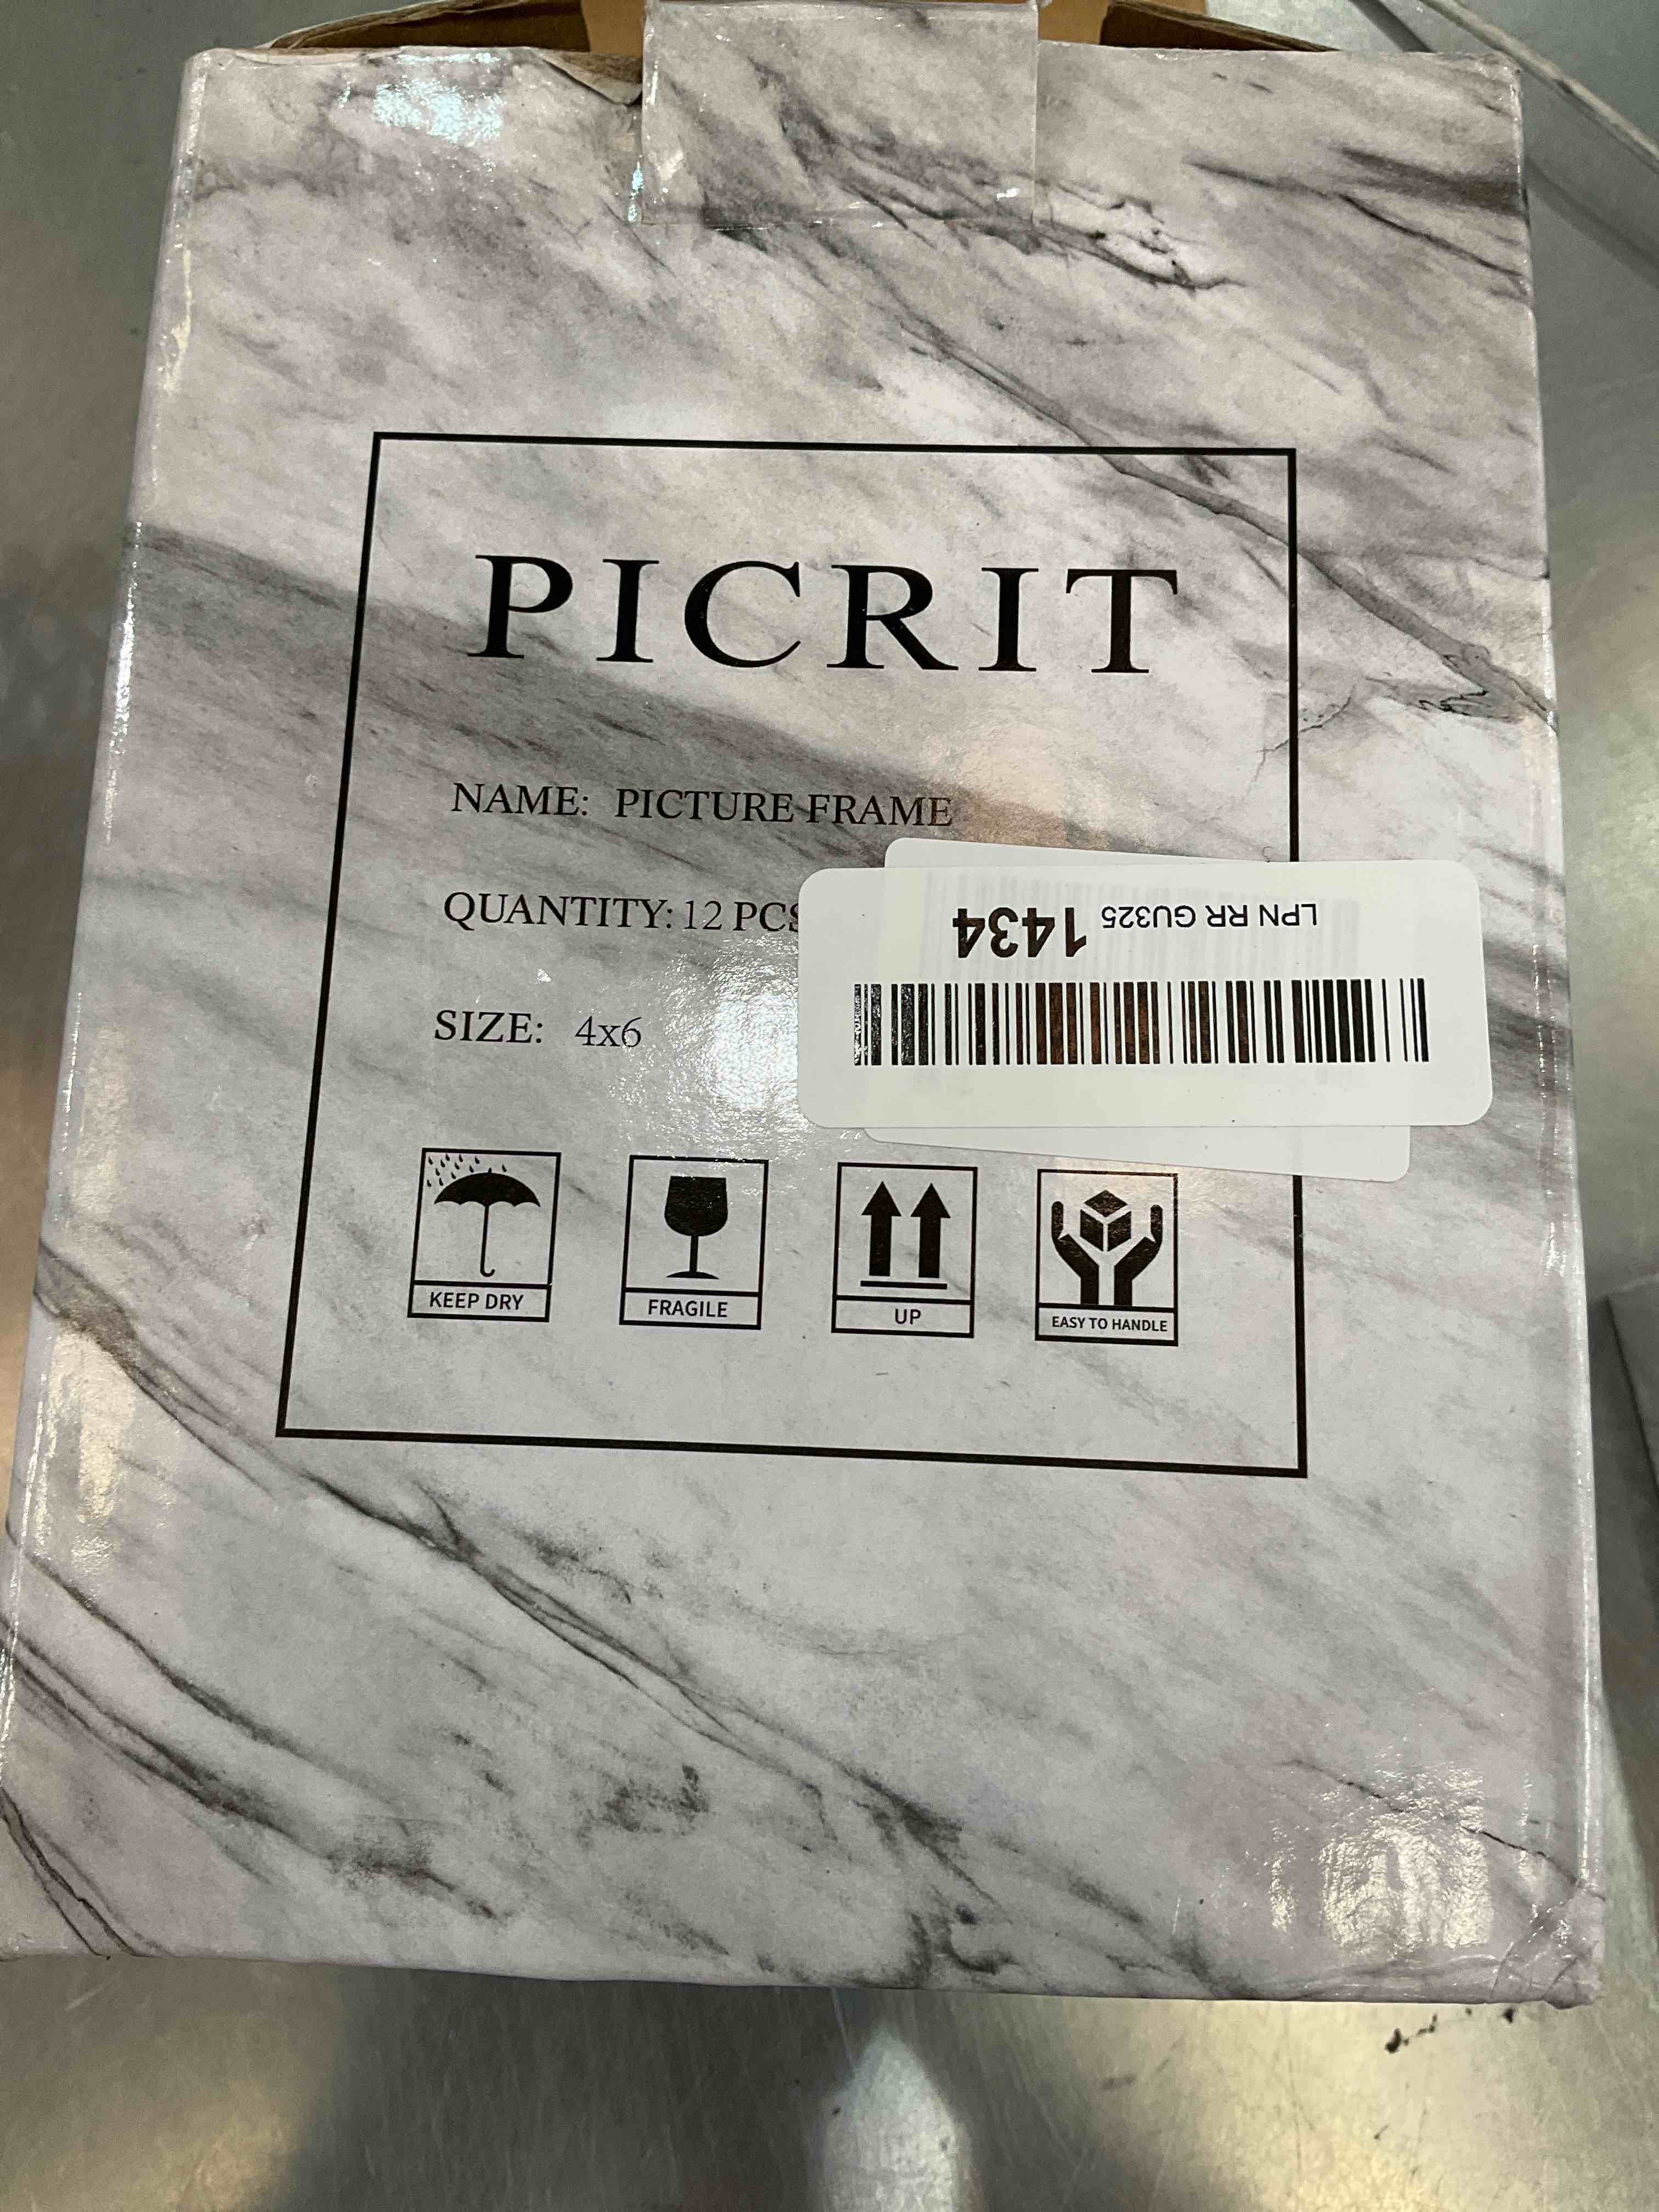 PICRIT
NAME: PICTURE FRAME
QUANTITY: 12 PCS
SIZE: 4x6
LPN RR GU325 1434
KEEP DRY
FRAGILE
UP
EASY TO HANDLE